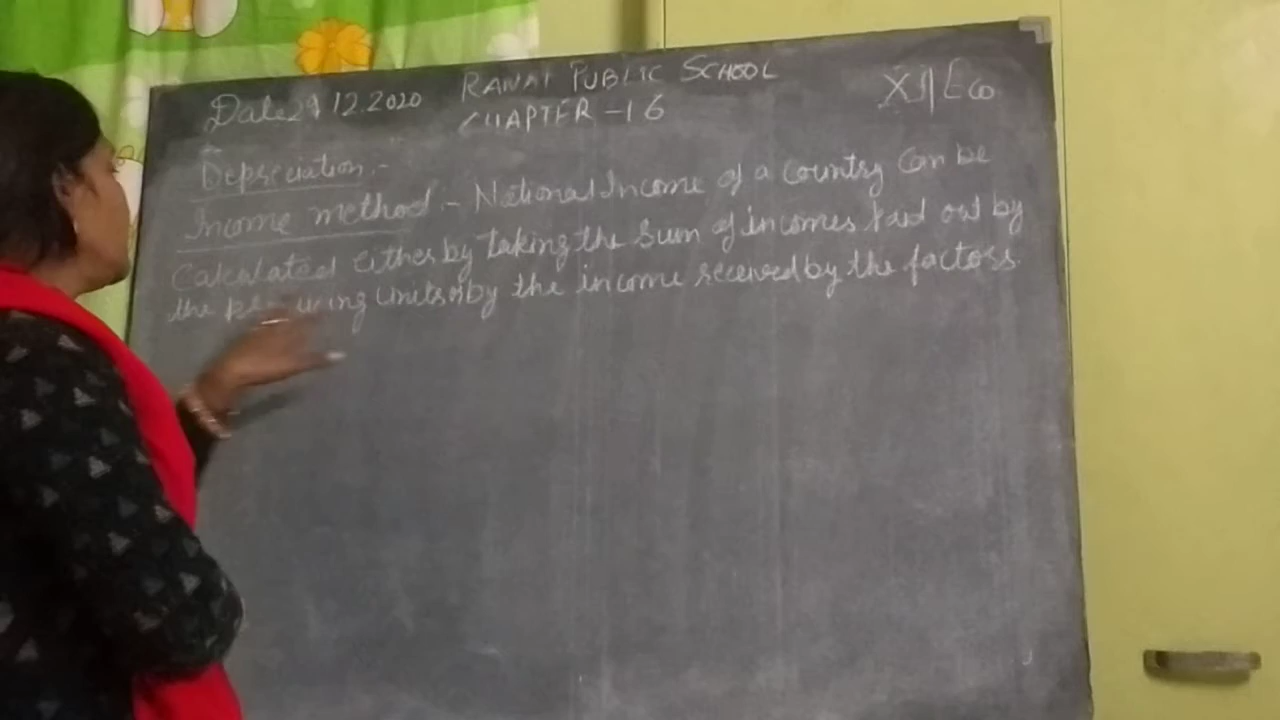 RANAI PUBLIC SCHOOL
Date 29.12.2020 CHAPTER -16 XII Eco
Depreciation:-
Income method:- National Income of a country can be
Calculated either by taking the sum of incomes paid out by
the producing units or by the income received by the factors.